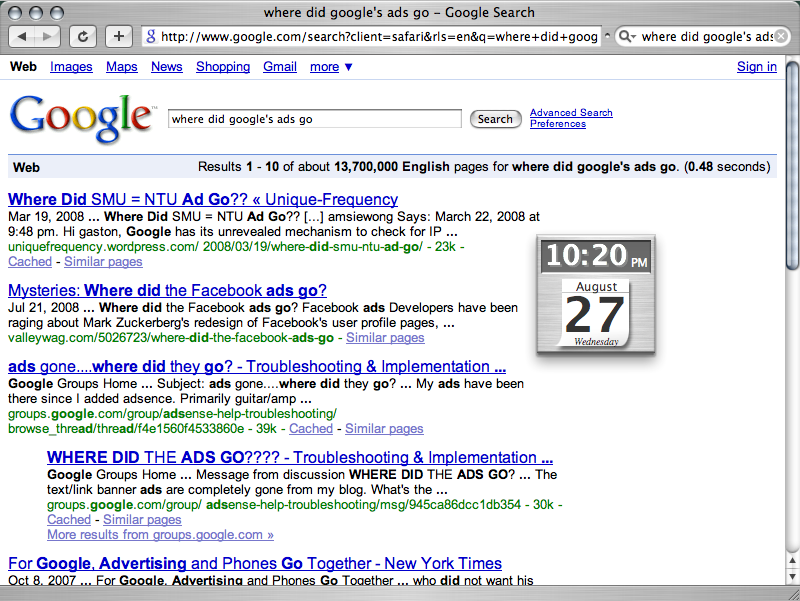 where did google's ads go - Google Search
http://www.google.com/search?client=safari&rls=en&q=where+did+goog
where did google's ads
Web Images Maps News Shopping Gmail more ▼ Sign in
Google™
where did google's ads go
Search
Advanced Search
Preferences
Web Results 1 - 10 of about 13,700,000 English pages for where did google's ads go. (0.48 seconds)
Where Did SMU = NTU Ad Go?? « Unique-Frequency
Mar 19, 2008 ... Where Did SMU = NTU Ad Go?? [...] amsiewong Says: March 22, 2008 at
9:48 pm. Hi gaston, Google has its unrevealed mechanism to check for IP ...
uniquefrequency.wordpress.com/ 2008/03/19/where-did-smu-ntu-ad-go/ - 23k -
Cached - Similar pages
Mysteries: Where did the Facebook ads go?
Jul 21, 2008 ... Where did the Facebook ads go? Facebook ads Developers have been
raging about Mark Zuckerberg's redesign of Facebook's user profile pages, ...
valleywag.com/5026723/where-did-the-facebook-ads-go - Similar pages
ads gone....where did they go? - Troubleshooting & Implementation ...
Google Groups Home ... Subject: ads gone....where did they go? ... My ads have been
there since I added adsence. Primarily guitar/amp ...
groups.google.com/group/adsense-help-troubleshooting/
browse_thread/thread/f4e1560f4533860e - 39k - Cached - Similar pages
WHERE DID THE ADS GO???? - Troubleshooting & Implementation ...
Google Groups Home ... Message from discussion WHERE DID THE ADS GO? ... The
text/link banner ads are completely gone from my blog. What's the ...
groups.google.com/group/ adsense-help-troubleshooting/msg/945ca86dcc1db354 - 30k -
Cached - Similar pages
More results from groups.google.com »
For Google, Advertising and Phones Go Together - New York Times
Oct 8, 2007 ... For Google, Advertising and Phones Go Together ... who did not want his
10:20 PM
August
27
Wednesday